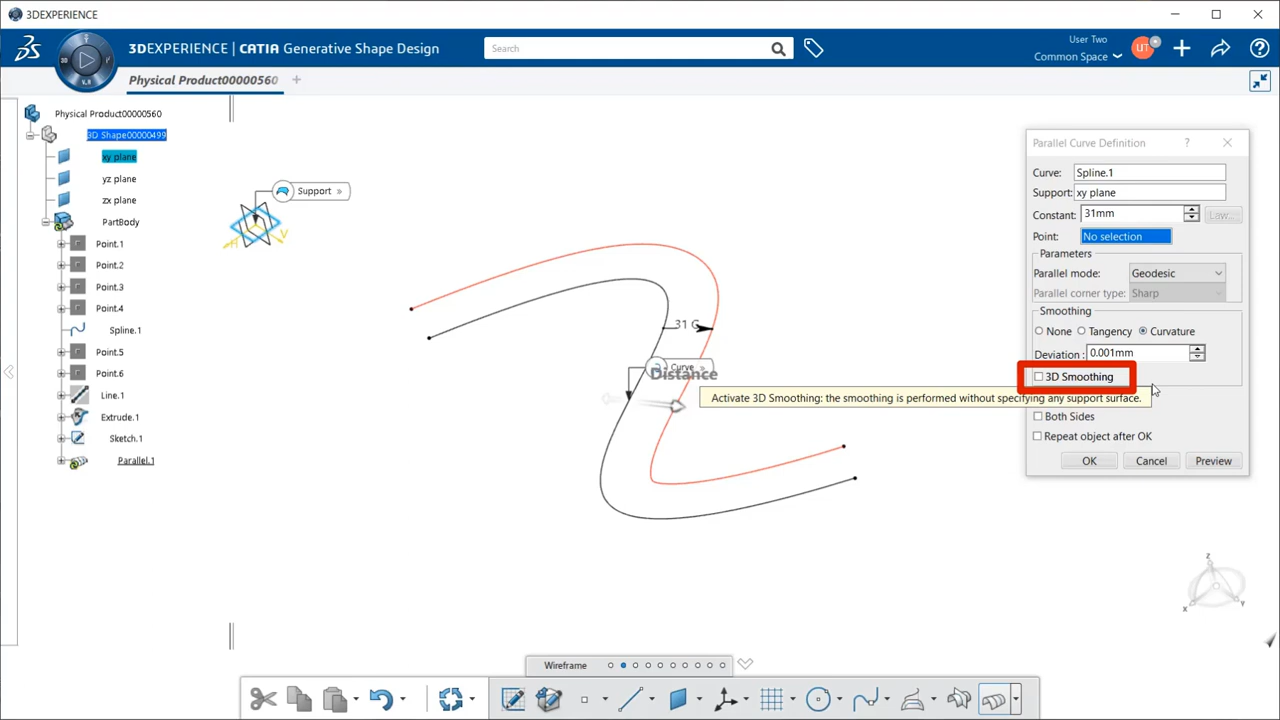 3DEXPERIENCE
3DEXPERIENCE | CATIA Generative Shape Design
Search
User Two
Common Space
UT
3D
i²
V.R
Physical Product00000560
Physical Product00000560
3D Shape00000499
xy plane
yz plane
zx plane
PartBody
Point.1
Point.2
Point.3
Point.4
Spline.1
Point.5
Point.6
Line.1
Extrude.1
Sketch.1
Parallel.1
Support »
H
V
31 G
Curve »
Distance
Activate 3D Smoothing: the smoothing is performed without specifying any support surface.
Parallel Curve Definition
?
Curve: Spline.1
Support: xy plane
Constant: 31mm
Law...
Point: No selection
Parameters
Parallel mode: Geodesic
Parallel corner type: Sharp
Smoothing
None Tangency Curvature
Deviation : 0.001mm
3D Smoothing
Both Sides
Repeat object after OK
OK Cancel Preview
z
x
y
Wireframe